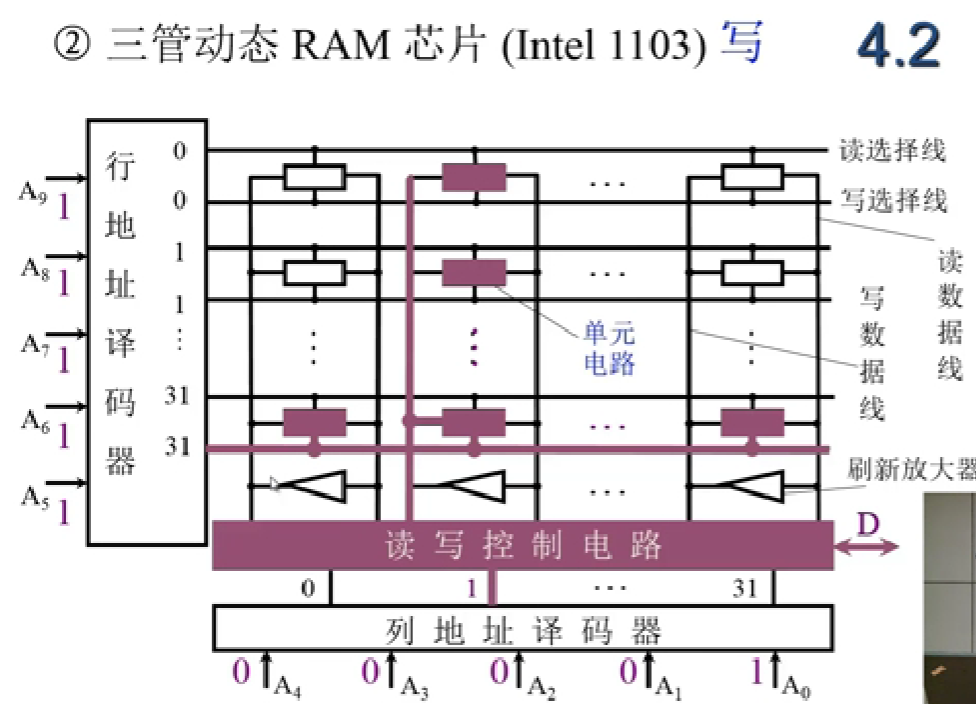 ② 三管动态 RAM 芯片 (Intel 1103) 写
4.2
行地址译码器
A9 1
A8 1
A7 1
A6 1
A5 1
0
0
1
1
⋮
31
31
…
…
…
…
读选择线
写选择线
读数据线
写数据线
单元
电路
刷新放大器
读写控制电路
D
0 1 … 31
列地址译码器
0 A4 0 A3 0 A2 0 A1 1 A0